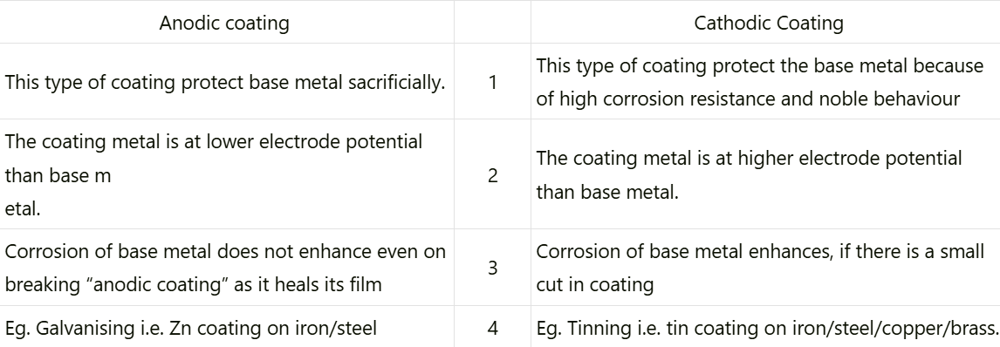 Anodic coating
Cathodic Coating
This type of coating protect base metal sacrificially.
1
This type of coating protect the base metal because
of high corrosion resistance and noble behaviour
The coating metal is at lower electrode potential
than base m
etal.
2
The coating metal is at higher electrode potential
than base metal.
Corrosion of base metal does not enhance even on
breaking “anodic coating” as it heals its film
3
Corrosion of base metal enhances, if there is a small
cut in coating
Eg. Galvanising i.e. Zn coating on iron/steel
4
Eg. Tinning i.e. tin coating on iron/steel/copper/brass.